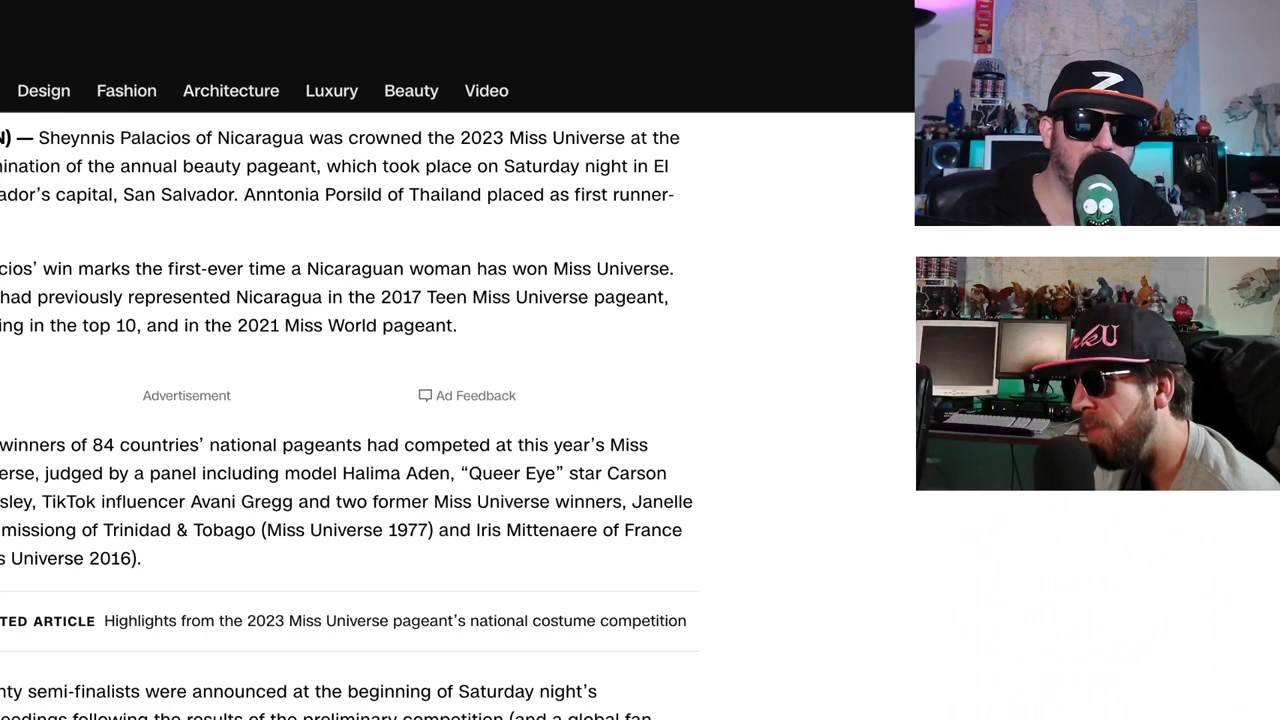 Design Fashion Architecture Luxury Beauty Video
N) — Sheynnis Palacios of Nicaragua was crowned the 2023 Miss Universe at the
ination of the annual beauty pageant, which took place on Saturday night in El
ador’s capital, San Salvador. Anntonia Porsild of Thailand placed as first runner-
cios’ win marks the first-ever time a Nicaraguan woman has won Miss Universe.
had previously represented Nicaragua in the 2017 Teen Miss Universe pageant,
ing in the top 10, and in the 2021 Miss World pageant.
Advertisement
Ad Feedback
winners of 84 countries’ national pageants had competed at this year’s Miss
erse, judged by a panel including model Halima Aden, “Queer Eye” star Carson
sley, TikTok influencer Avani Gregg and two former Miss Universe winners, Janelle
missiong of Trinidad & Tobago (Miss Universe 1977) and Iris Mittenaere of France
s Universe 2016).
TED ARTICLE Highlights from the 2023 Miss Universe pageant’s national costume competition
nty semi-finalists were announced at the beginning of Saturday night’s
eedings following the results of the preliminary competition (and a global fan